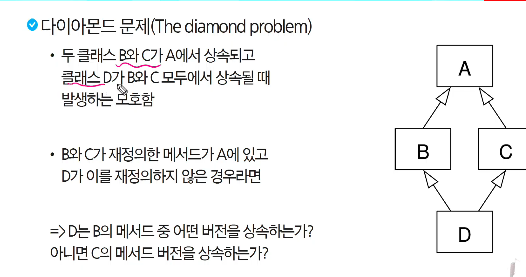 다이아몬드 문제(The diamond problem)
• 두 클래스 B와 C가 A에서 상속되고
클래스 D가 B와 C 모두에서 상속될 때
발생하는 모호함
• B와 C가 재정의한 메서드가 A에 있고
D가 이를 재정의하지 않은 경우라면
=> D는 B의 메서드 중 어떤 버전을 상속하는가?
아니면 C의 메서드 버전을 상속하는가?
A
B
C
D